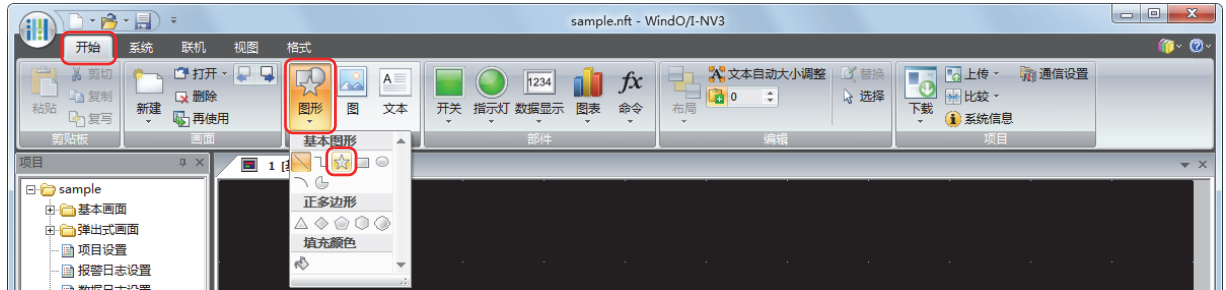 sample.nft - WindO/I-NV3
开始 系统 联机 视图 格式
剪切 打开 文本自动大小调整 替换 上传 通信设置
粘贴 复制 新建 删除 图形 图 文本 开关 指示灯 数据显示 图表 命令 布局 0 选择 下载 比较
复写 再使用 系统信息
A 1234 fx
剪贴板 画面 部件 编辑 项目
基本图形
正多边形
填充颜色
项目
1
sample
基本画面
弹出式画面
项目设置
报警日志设置